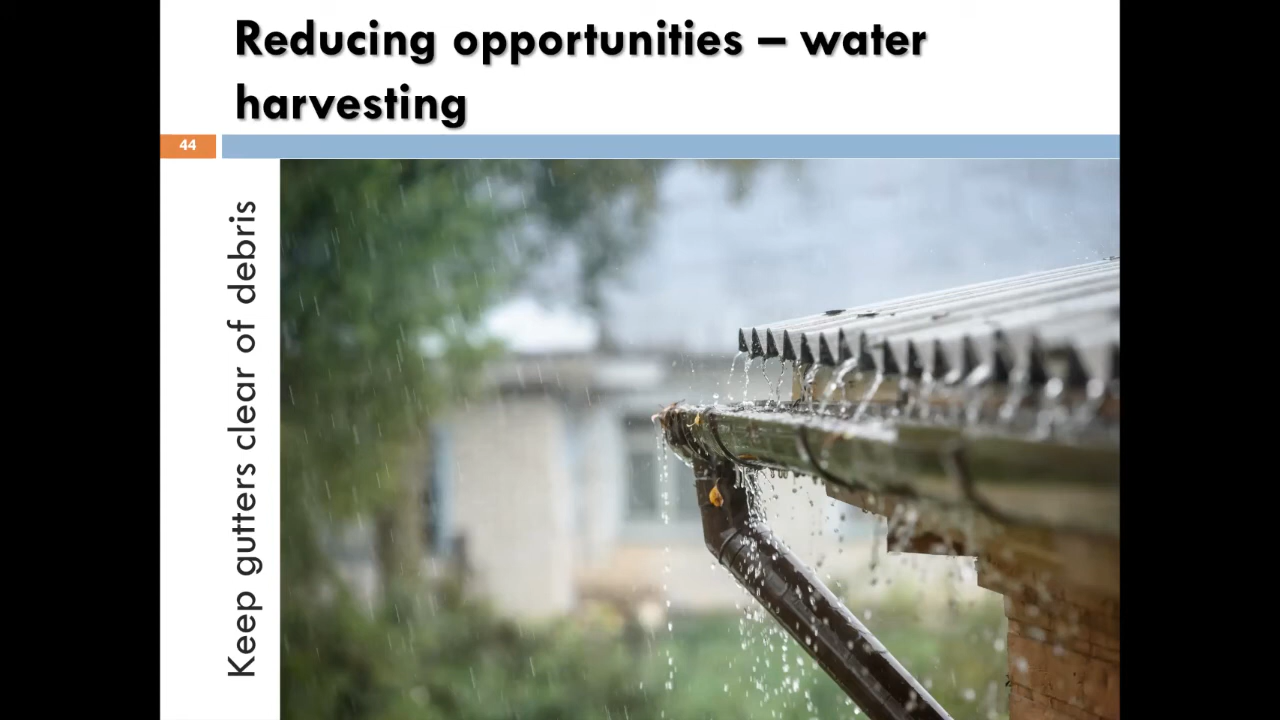 Reducing opportunities – water
harvesting
44
Keep gutters clear of debris